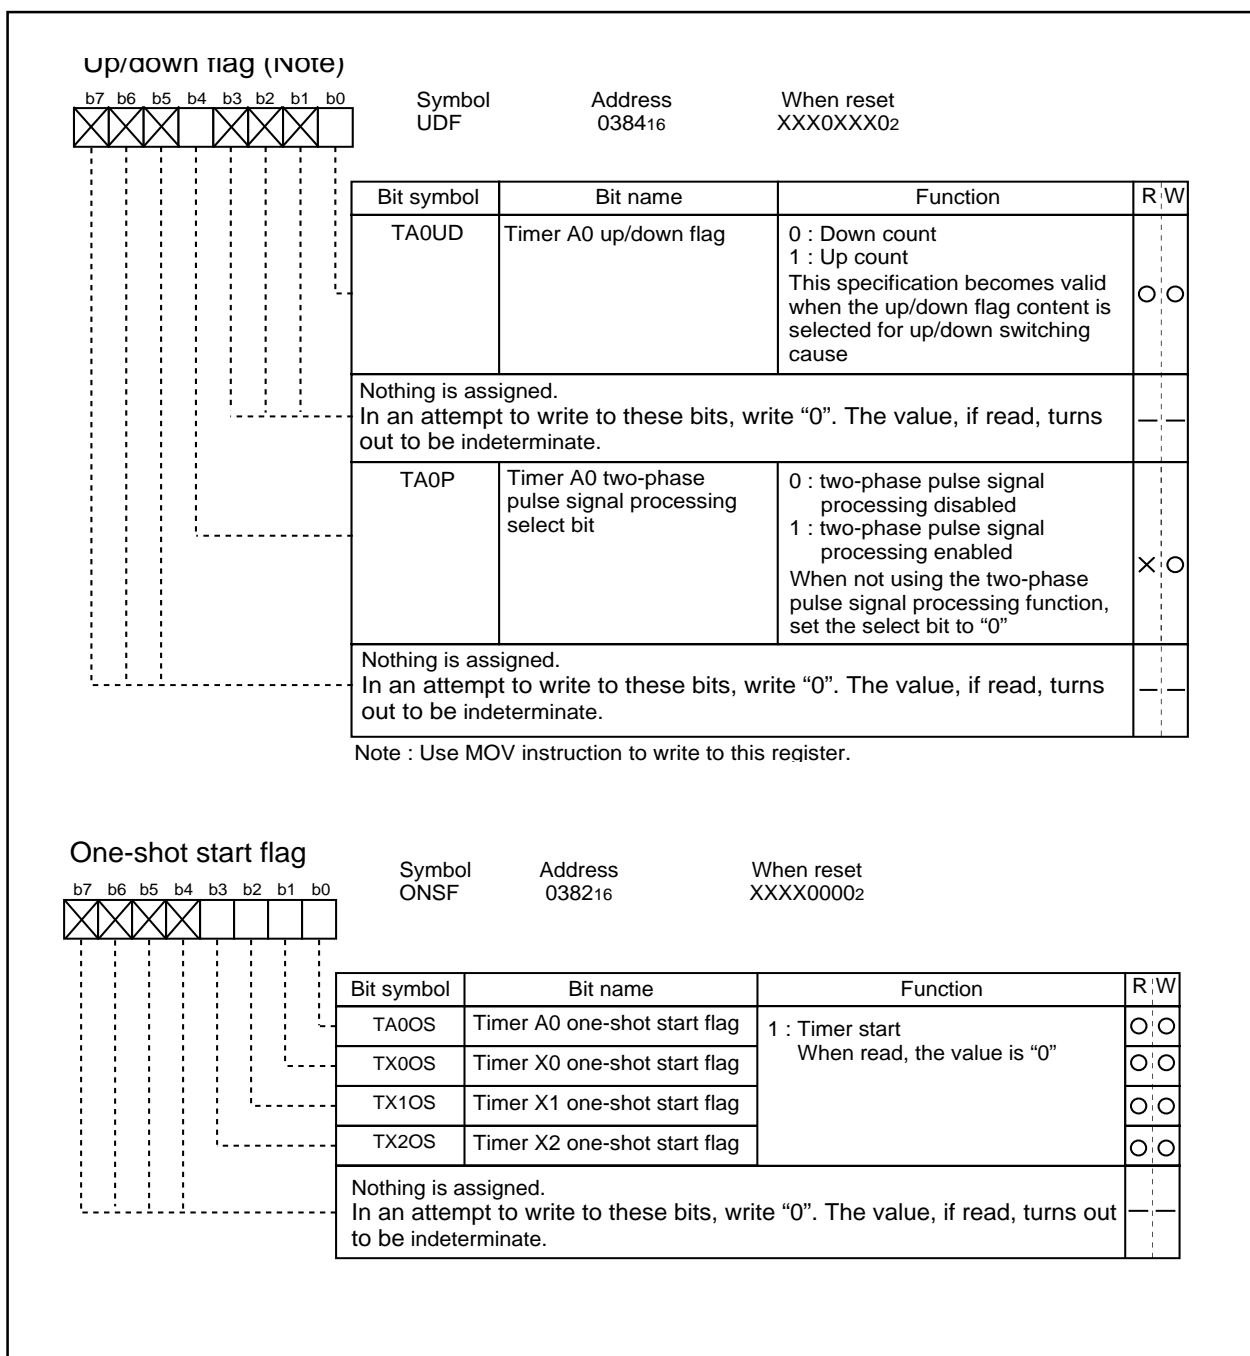 Up/down flag (Note)
b7 b6 b5 b4 b3 b2 b1 b0
Symbol Address When reset
UDF 038416 XXX0XXX02
Bit symbol Bit name Function R W
TA0UD Timer A0 up/down flag 0 : Down count
1 : Up count
This specification becomes valid
when the up/down flag content is
selected for up/down switching
cause
Nothing is assigned.
In an attempt to write to these bits, write “0”. The value, if read, turns
out to be indeterminate.
TA0P Timer A0 two-phase
pulse signal processing
select bit
0 : two-phase pulse signal
processing disabled
1 : two-phase pulse signal
processing enabled
When not using the two-phase
pulse signal processing function,
set the select bit to “0”
Nothing is assigned.
In an attempt to write to these bits, write “0”. The value, if read, turns
out to be indeterminate.
Note : Use MOV instruction to write to this register.
One-shot start flag
b7 b6 b5 b4 b3 b2 b1 b0
Symbol Address When reset
ONSF 038216 XXXX00002
Bit symbol Bit name Function R W
TA0OS Timer A0 one-shot start flag 1 : Timer start
When read, the value is “0”
TX0OS Timer X0 one-shot start flag
TX1OS Timer X1 one-shot start flag
TX2OS Timer X2 one-shot start flag
Nothing is assigned.
In an attempt to write to these bits, write “0”. The value, if read, turns out
to be indeterminate.